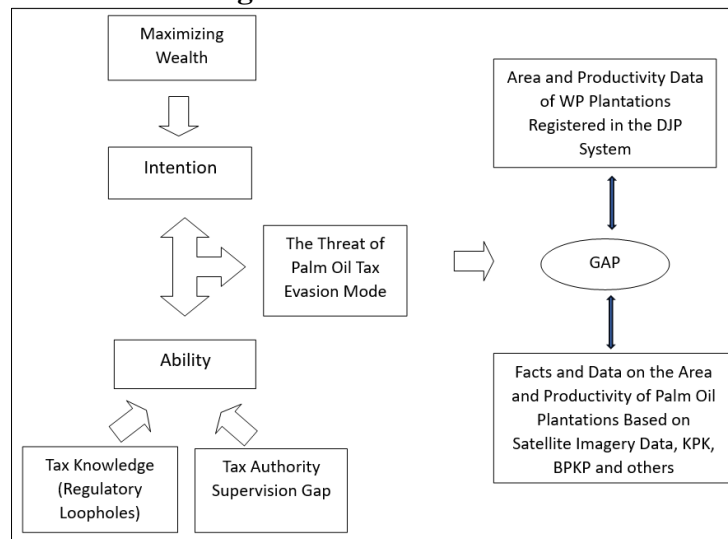 Maximizing
Wealth
Intention
The Threat of
Palm Oil Tax
Evasion Mode
Ability
Tax Knowledge
(Regulatory
Loopholes)
Tax Authority
Supervision Gap
Area and Productivity Data
of WP Plantations
Registered in the DJP
System
GAP
Facts and Data on the Area
and Productivity of Palm Oil
Plantations Based on
Satellite Imagery Data, KPK,
BPKP and others